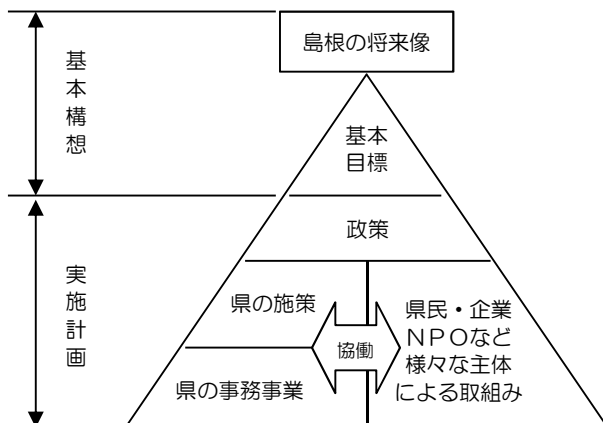 島根の将来像
基本構想
基本
目標
政策
実施計画
県の施策
県の事務事業
協働
県民・企業
ＮＰＯなど
様々な主体
による取組み